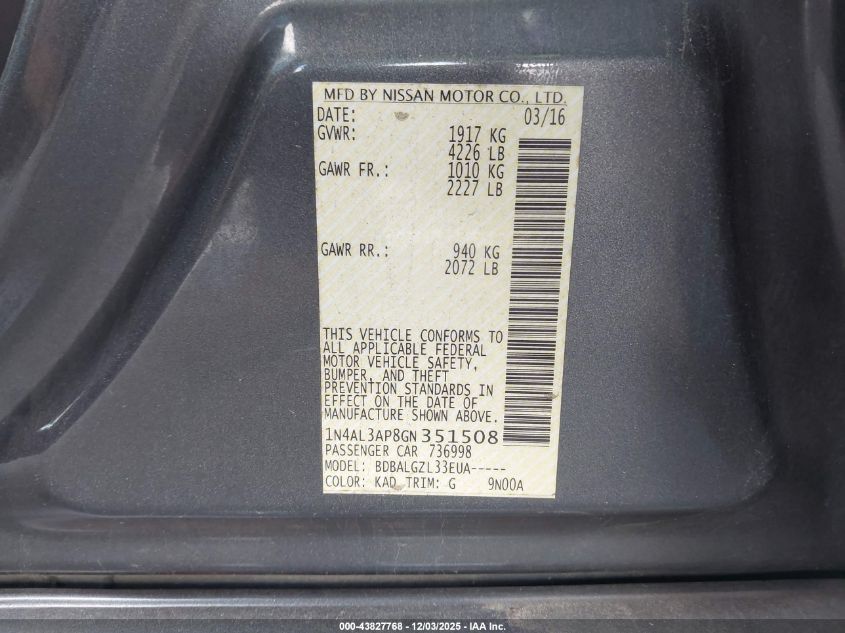 MFD BY NISSAN MOTOR CO., LTD.
DATE: 03/16
GVWR: 1917 KG
4226 LB
GAWR FR.: 1010 KG
2227 LB
GAWR RR.: 940 KG
2072 LB
THIS VEHICLE CONFORMS TO
ALL APPLICABLE FEDERAL
MOTOR VEHICLE SAFETY,
BUMPER, AND THEFT
PREVENTION STANDARDS IN
EFFECT ON THE DATE OF
MANUFACTURE SHOWN ABOVE.
1N4AL3AP8GN351508
PASSENGER CAR 736998
MODEL: BDBALGZL33EUA-----
COLOR: KAD TRIM: G 9N00A
000-43827768 - 12/03/2025 - IAA Inc.